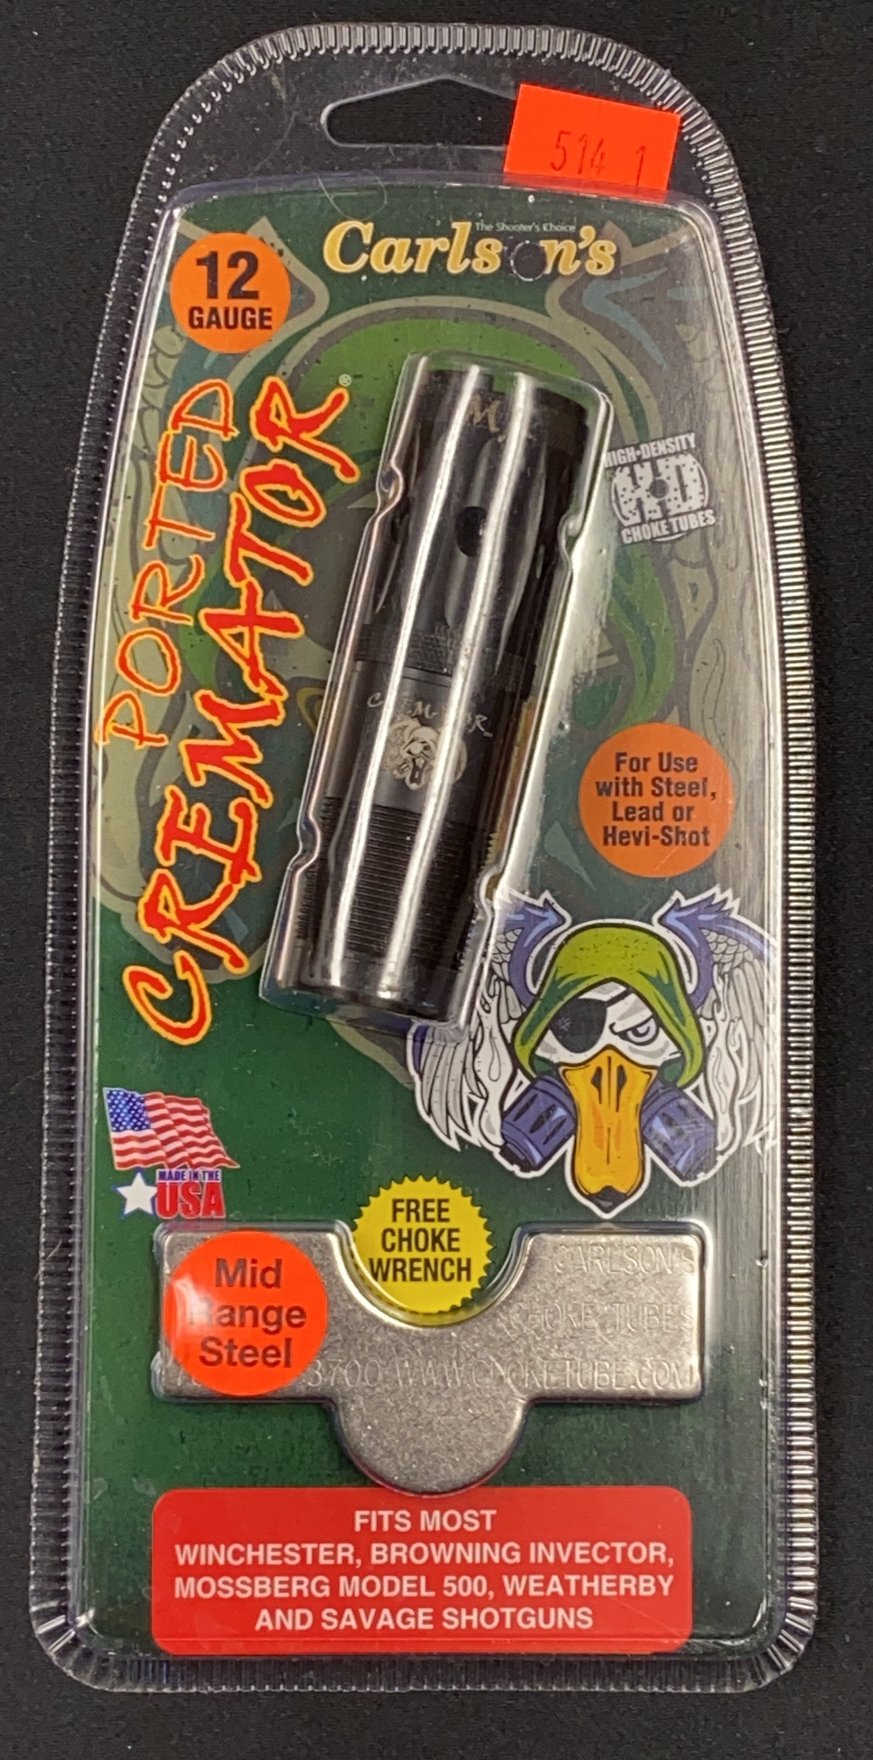 514 1
The Shooter's Choice
Carlson's
12
GAUGE
PORTED
CREMATOR®
HIGH-DENSITY
H•D
CHOKE TUBES
CREMATOR
For Use
with Steel,
Lead or
Hevi-Shot
MADE IN THE
USA
FREE
CHOKE
WRENCH
Mid
Range
Steel
CARLSON'S
CHOKE TUBES
3700 WWW.CHOKETUBE.COM
FITS MOST
WINCHESTER, BROWNING INVECTOR,
MOSSBERG MODEL 500, WEATHERBY
AND SAVAGE SHOTGUNS